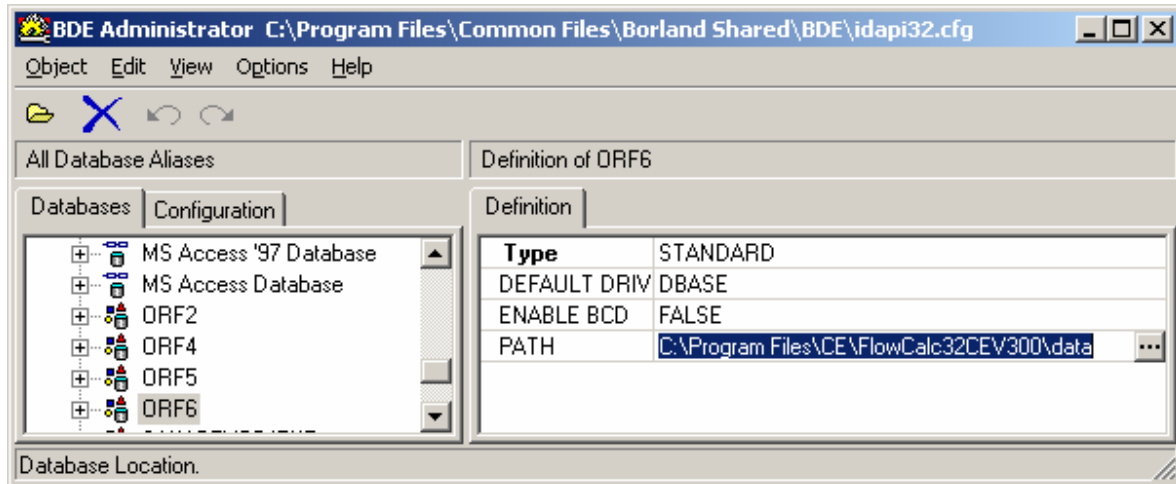 BDE Administrator C:\Program Files\Common Files\Borland Shared\BDE\idapi32.cfg
Object Edit View Options Help
All Database Aliases
Definition of ORF6
Databases Configuration
Definition
MS Access '97 Database
MS Access Database
ORF2
ORF4
ORF5
ORF6
Type STANDARD
DEFAULT DRIV DBASE
ENABLE BCD FALSE
PATH C:\Program Files\CE\FlowCalc32CEV300\data ...
Database Location.